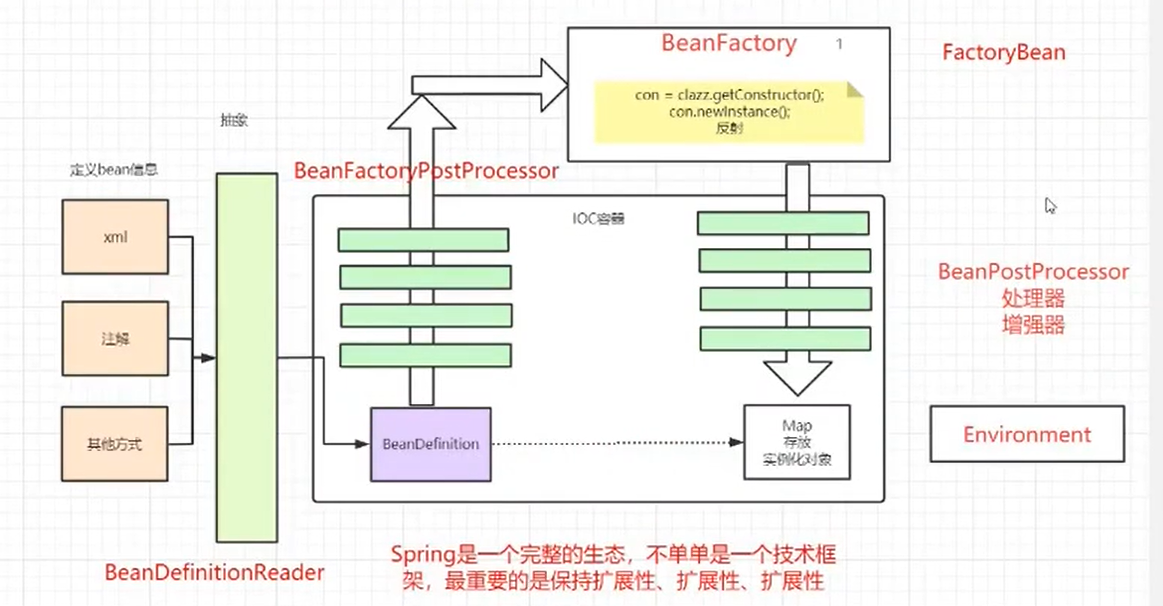 BeanFactory
1
FactoryBean
con = clazz.getConstructor();
con.newInstance();
反射
抽象
定义bean信息
BeanFactoryPostProcessor
IOC容器
xml
BeanPostProcessor
处理器
增强器
注解
其他方式
BeanDefinition
Map
存放
实例化对象
Environment
Spring是一个完整的生态，不单单是一个技术框
架，最重要的是保持扩展性、扩展性、扩展性
BeanDefinitionReader